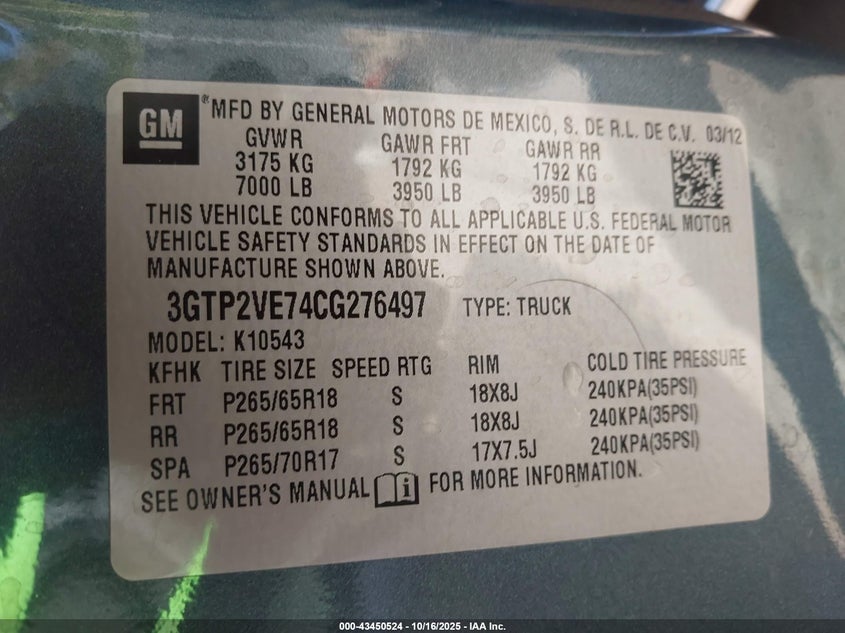 GM
® MFD BY GENERAL MOTORS DE MEXICO, S. DE R.L. DE C.V. 03/12
GVWR GAWR FRT GAWR RR
3175 KG 1792 KG 1792 KG
7000 LB 3950 LB 3950 LB
THIS VEHICLE CONFORMS TO ALL APPLICABLE U.S. FEDERAL MOTOR
VEHICLE SAFETY STANDARDS IN EFFECT ON THE DATE OF
MANUFACTURE SHOWN ABOVE.
3GTP2VE74CG276497 TYPE: TRUCK
MODEL: K10543
KFHK TIRE SIZE SPEED RTG RIM COLD TIRE PRESSURE
FRT P265/65R18 S 18X8J 240KPA(35PSI)
RR P265/65R18 S 18X8J 240KPA(35PSI)
SPA P265/70R17 S 17X7.5J 240KPA(35PSI)
SEE OWNER'S MANUAL i FOR MORE INFORMATION.
000-43450524 - 10/16/2025 - IAA Inc.